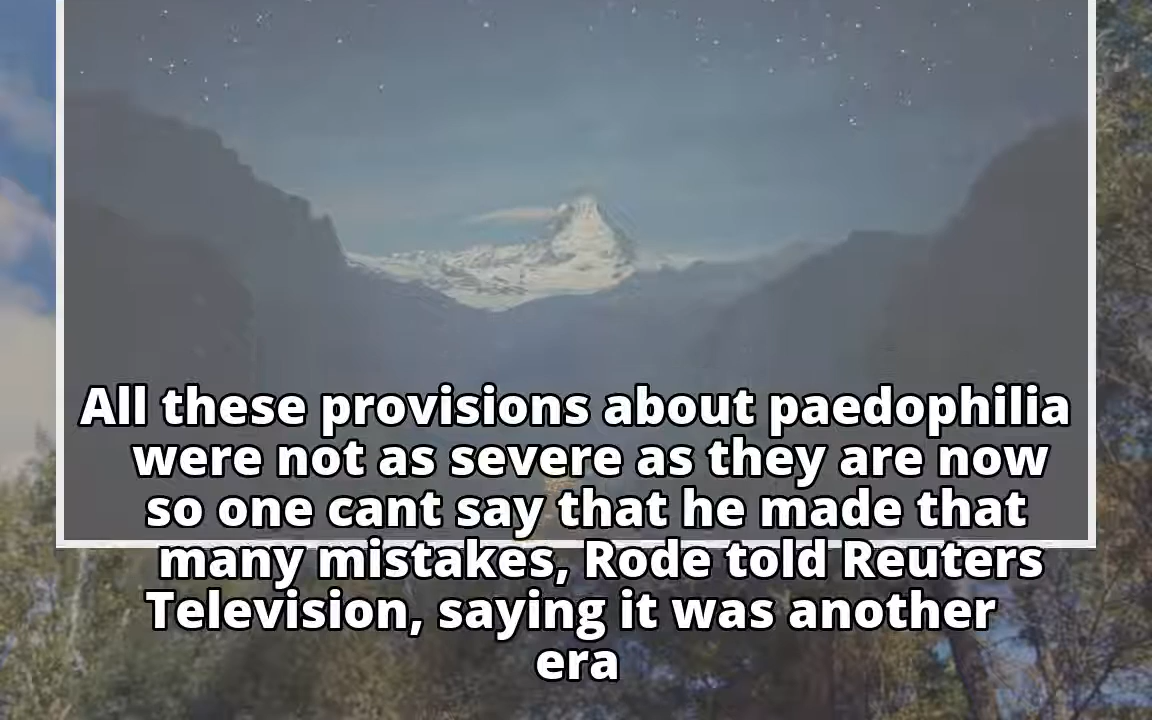 All these provisions about paedophilia
were not as severe as they are now
so one cant say that he made that
many mistakes, Rode told Reuters
Television, saying it was another
era